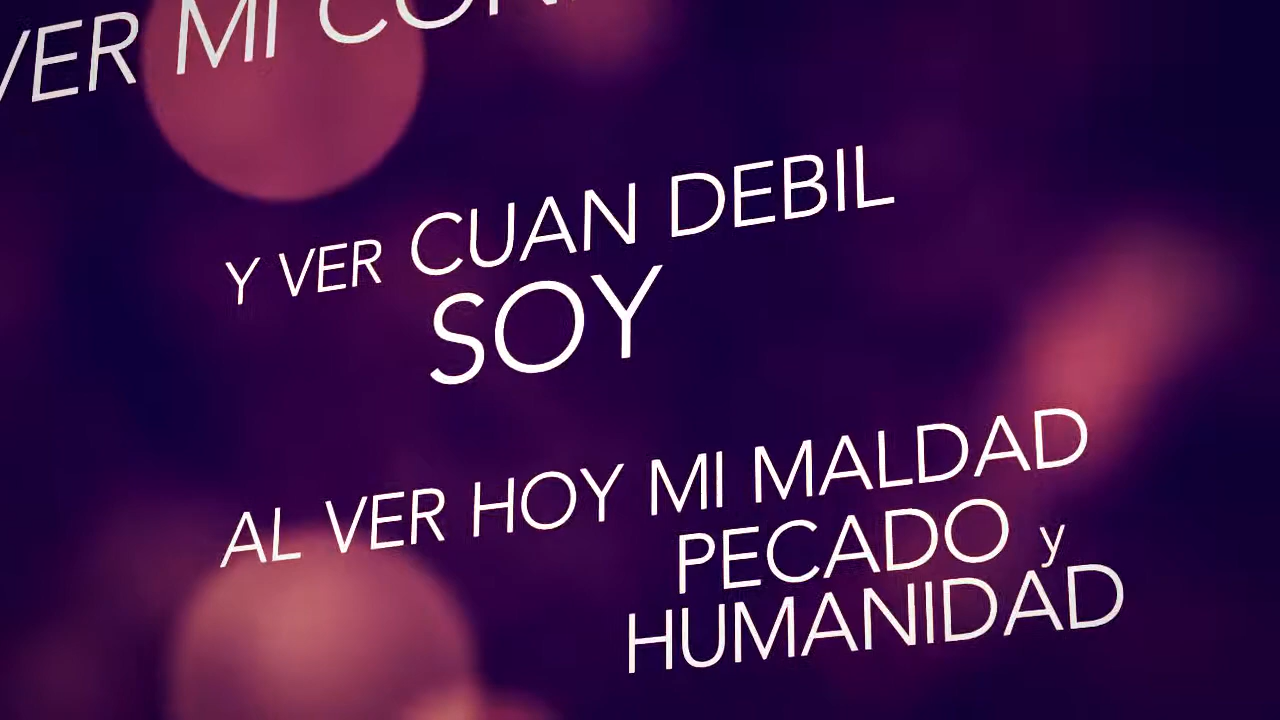 VER MI
Y VER CUAN DEBIL
SOY
AL VER HOY MI MALDAD
PECADO y
HUMANIDAD